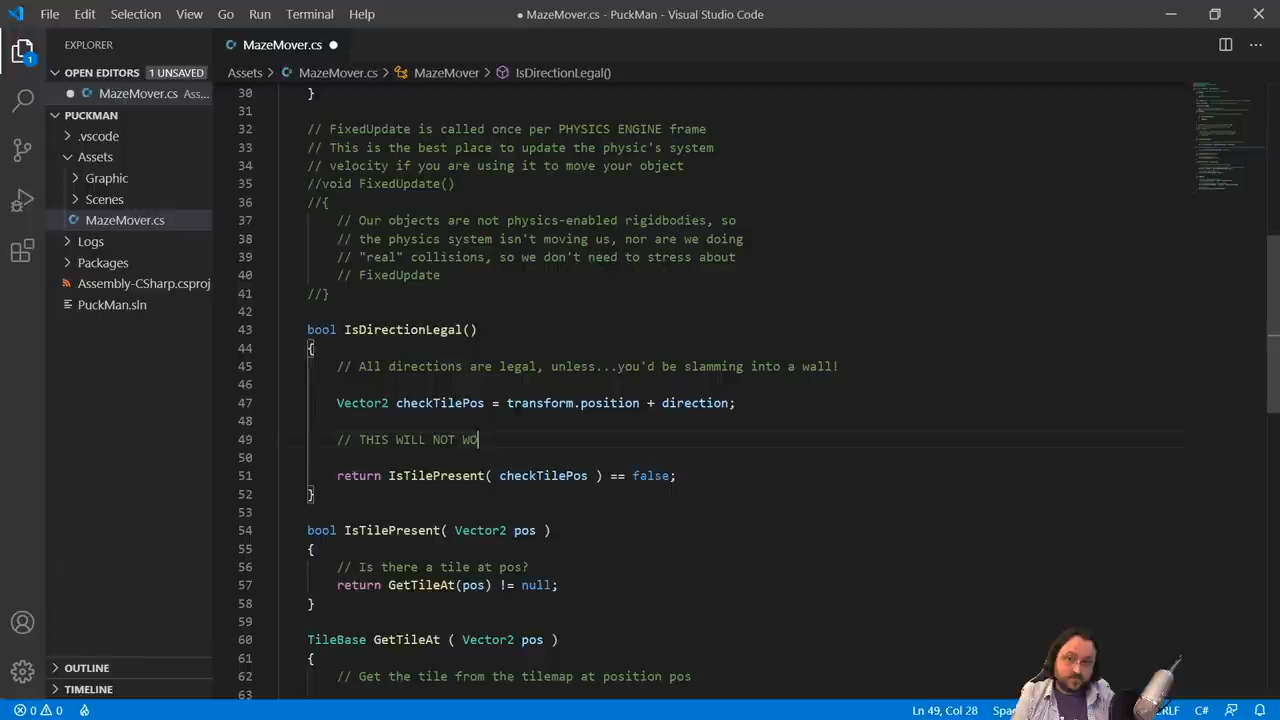 File Edit Selection View Go Run Terminal Help
● MazeMover.cs - PuckMan - Visual Studio Code
EXPLORER
MazeMover.cs
OPEN EDITORS 1 UNSAVED
Assets > MazeMover.cs > MazeMover > IsDirectionLegal()
MazeMover.cs Ass...
PUCKMAN
.vscode
Assets
Graphic
Scenes
MazeMover.cs
Logs
Packages
Assembly-CSharp.csproj
PuckMan.sln
OUTLINE
TIMELINE
1
30 }
31
32 // FixedUpdate is called once per PHYSICS ENGINE frame
33 // This is the best place to update the physic's system
34 // velocity if you are using it to move your object
35 //void FixedUpdate()
36 //{
37 // Our objects are not physics-enabled rigidbodies, so
38 // the physics system isn't moving us, nor are we doing
39 // "real" collisions, so we don't need to stress about
40 // FixedUpdate
41 //}
42
43 bool IsDirectionLegal()
44 {
45 // All directions are legal, unless...you'd be slamming into a wall!
46
47 Vector2 checkTilePos = transform.position + direction;
48
49 // THIS WILL NOT WO
50
51 return IsTilePresent( checkTilePos ) == false;
52 }
53
54 bool IsTilePresent( Vector2 pos )
55 {
56 // Is there a tile at pos?
57 return GetTileAt(pos) != null;
58 }
59
60 TileBase GetTileAt ( Vector2 pos )
61 {
62 // Get the tile from the tilemap at position pos
63
0 0 Ln 49, Col 28 C#